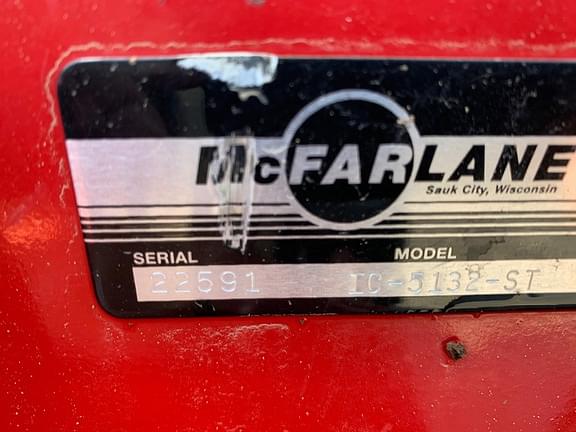 McFARLANE
Sauk City, Wisconsin
SERIAL MODEL
22591 IC-5132-ST